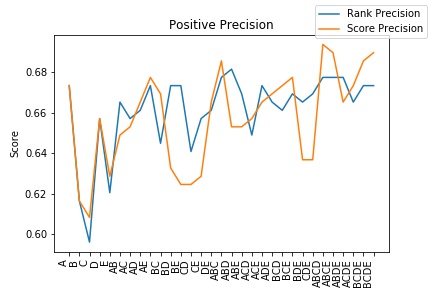 Positive Precision
Rank Precision
Score Precision
Score
0.68
0.66
0.64
0.62
0.60
A
B
C
D
E
AB
AC
AD
AE
BC
BD
BE
CD
CE
DE
ABC
ABD
ABE
ACD
ACE
ADE
BCD
BCE
BDE
CDE
ABCD
ABCE
ABDE
ACDE
BCDE
BCDE